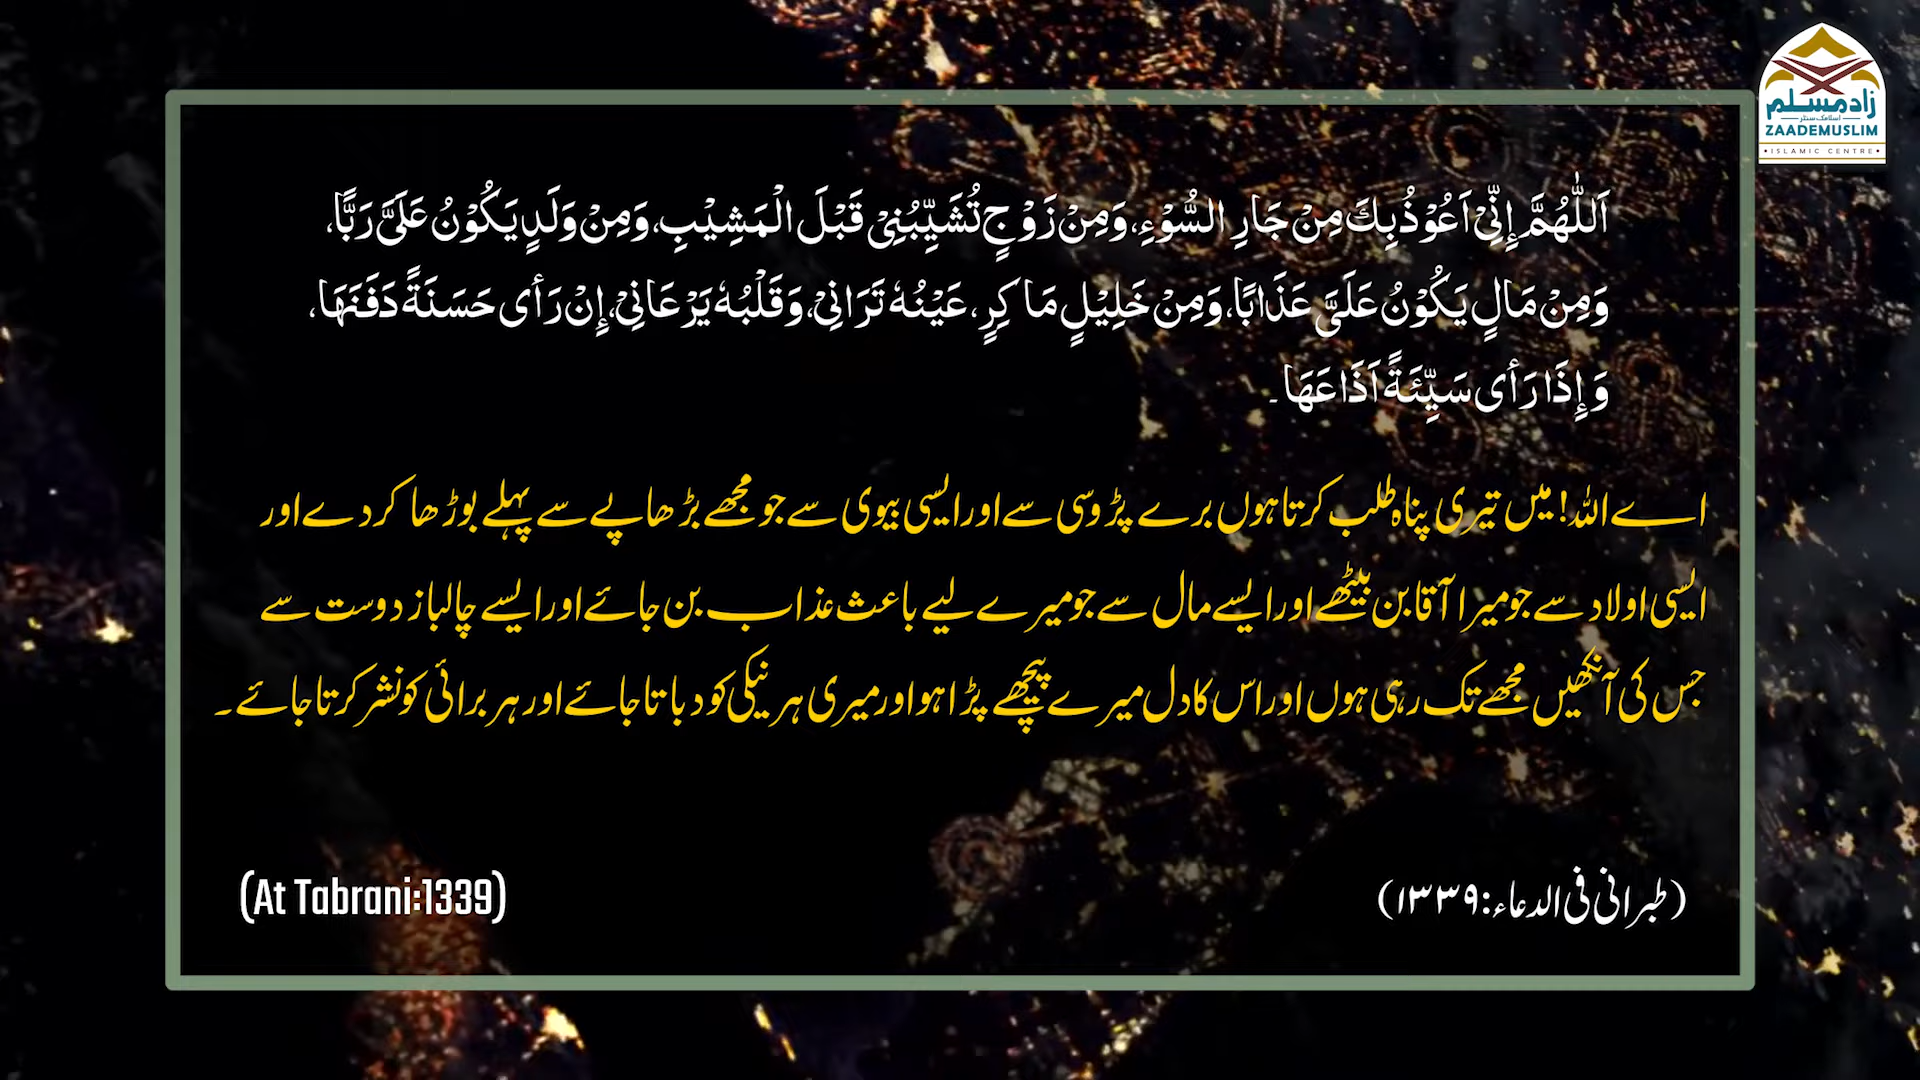 زادمسلم
اسلامک سنٹر
ZAADEMUSLIM
•ISLAMIC CENTRE•
اَللّٰهُمَّ إِنِّیْ اَعُوْذُ بِكَ مِنْ جَارِ السُّوْءِ، وَمِنْ زَوْجٍ تُشَيِّبُنِیْ قَبْلَ الْمَشِيْبِ، وَمِنْ وَلَدٍ يَكُوْنُ عَلَیَّ رَبًّا،
وَمِنْ مَالٍ يَكُوْنُ عَلَیَّ عَذَابًا، وَمِنْ خَلِيْلٍ مَاكِرٍ، عَيْنُهٗ تَرَانِیْ، وَقَلْبُهٗ يَرْعَانِیْ، إِنْ رَأى حَسَنَةً دَفَنَهَا،
وَإِذَا رَأى سَيِّئَةً اَذَاعَهَا۔
اے اللہ! میں تیری پناہ طلب کرتا ہوں برے پڑوسی سے اور ایسی بیوی سے جو مجھے بڑھاپے سے پہلے بوڑھا کردے اور
ایسی اولاد سے جو میرا آقا بن بیٹھے اور ایسے مال سے جو میرے لیے باعث عذاب بن جائے اور ایسے چالباز دوست سے
جس کی آنکھیں مجھے تک رہی ہوں اور اس کا دل میرے پیچھے پڑا ہو اور میری ہر نیکی کو دباتا جائے اور ہر برائی کو نشر کرتا جائے۔
(طبرانی فی الدعاء:۱۳۳۹)
(At Tabrani:1339)